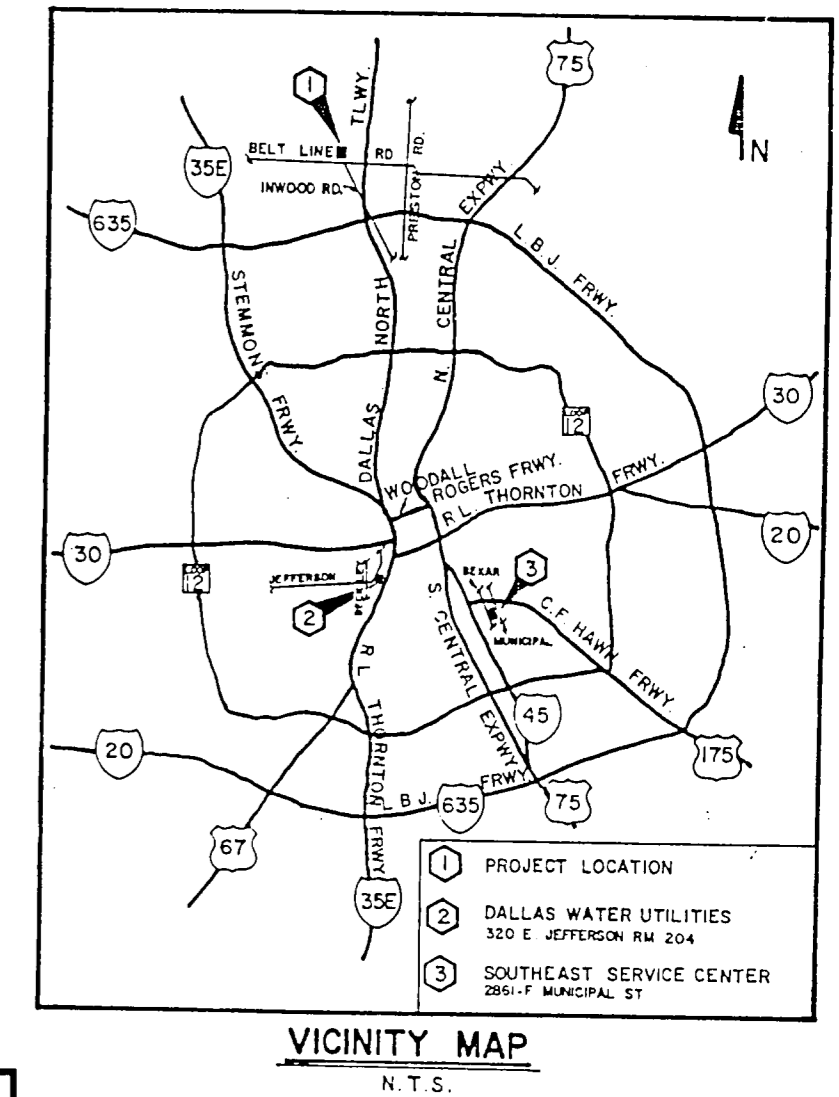 75
1
TLWY.
N
BELT LINE RD
PRESTON RD.
35E
INWOOD RD.
EXPWY.
635
L.B.J. FRWY.
STEMMONS FRWY.
DALLAS NORTH
N. CENTRAL
30
LOOP 12
WOODALL
ROGERS FRWY.
R L. THORNTON FRWY.
20
30
LOOP 12
JEFFERSON
BEXAR
3
2
MUNICIPAL
C.F. HAWN FRWY.
S. CENTRAL EXPWY
R L THORNTON FRWY
45
20
175
L B J. FRWY.
635
75
67
35E
1 PROJECT LOCATION
2 DALLAS WATER UTILITIES
320 E. JEFFERSON RM 204
3 SOUTHEAST SERVICE CENTER
2861-F MUNICIPAL ST
VICINITY MAP
N.T.S.